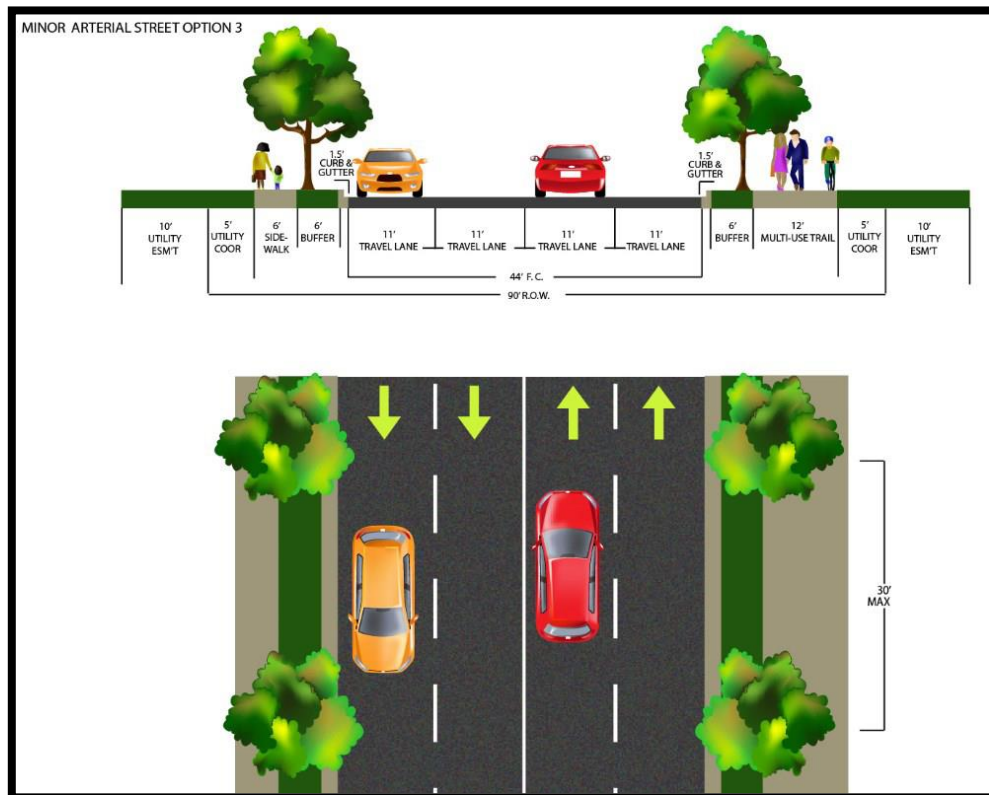 MINOR ARTERIAL STREET OPTION 3
1.5'
CURB &
GUTTER
1.5'
CURB &
GUTTER
10'
UTILITY
ESM'T
5'
UTILITY
COOR
6'
SIDE-
WALK
6'
BUFFER
11'
TRAVEL LANE
11'
TRAVEL LANE
11'
TRAVEL LANE
11'
TRAVEL LANE
6'
BUFFER
12'
MULTI-USE TRAIL
5'
UTILITY
COOR
10'
UTILITY
ESM'T
44' F. C.
90' R.O.W.
30'
MAX